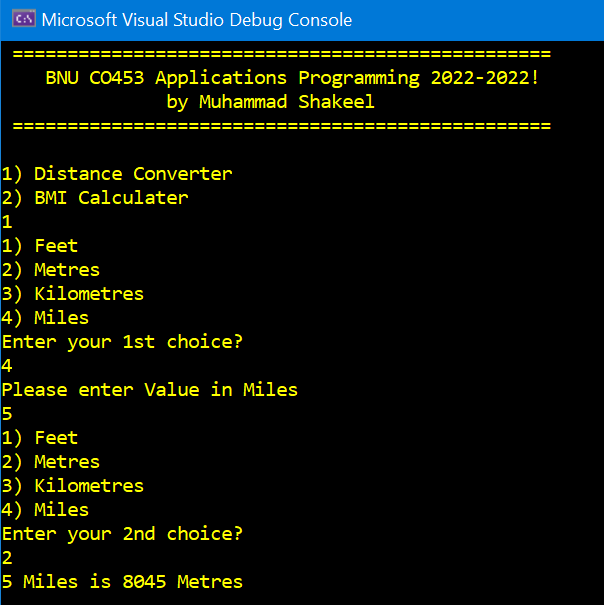 Microsoft Visual Studio Debug Console
=================================================
BNU CO453 Applications Programming 2022-2022!
by Muhammad Shakeel
=================================================
1) Distance Converter
2) BMI Calculater
1
1) Feet
2) Metres
3) Kilometres
4) Miles
Enter your 1st choice?
4
Please enter Value in Miles
5
1) Feet
2) Metres
3) Kilometres
4) Miles
Enter your 2nd choice?
2
5 Miles is 8045 Metres